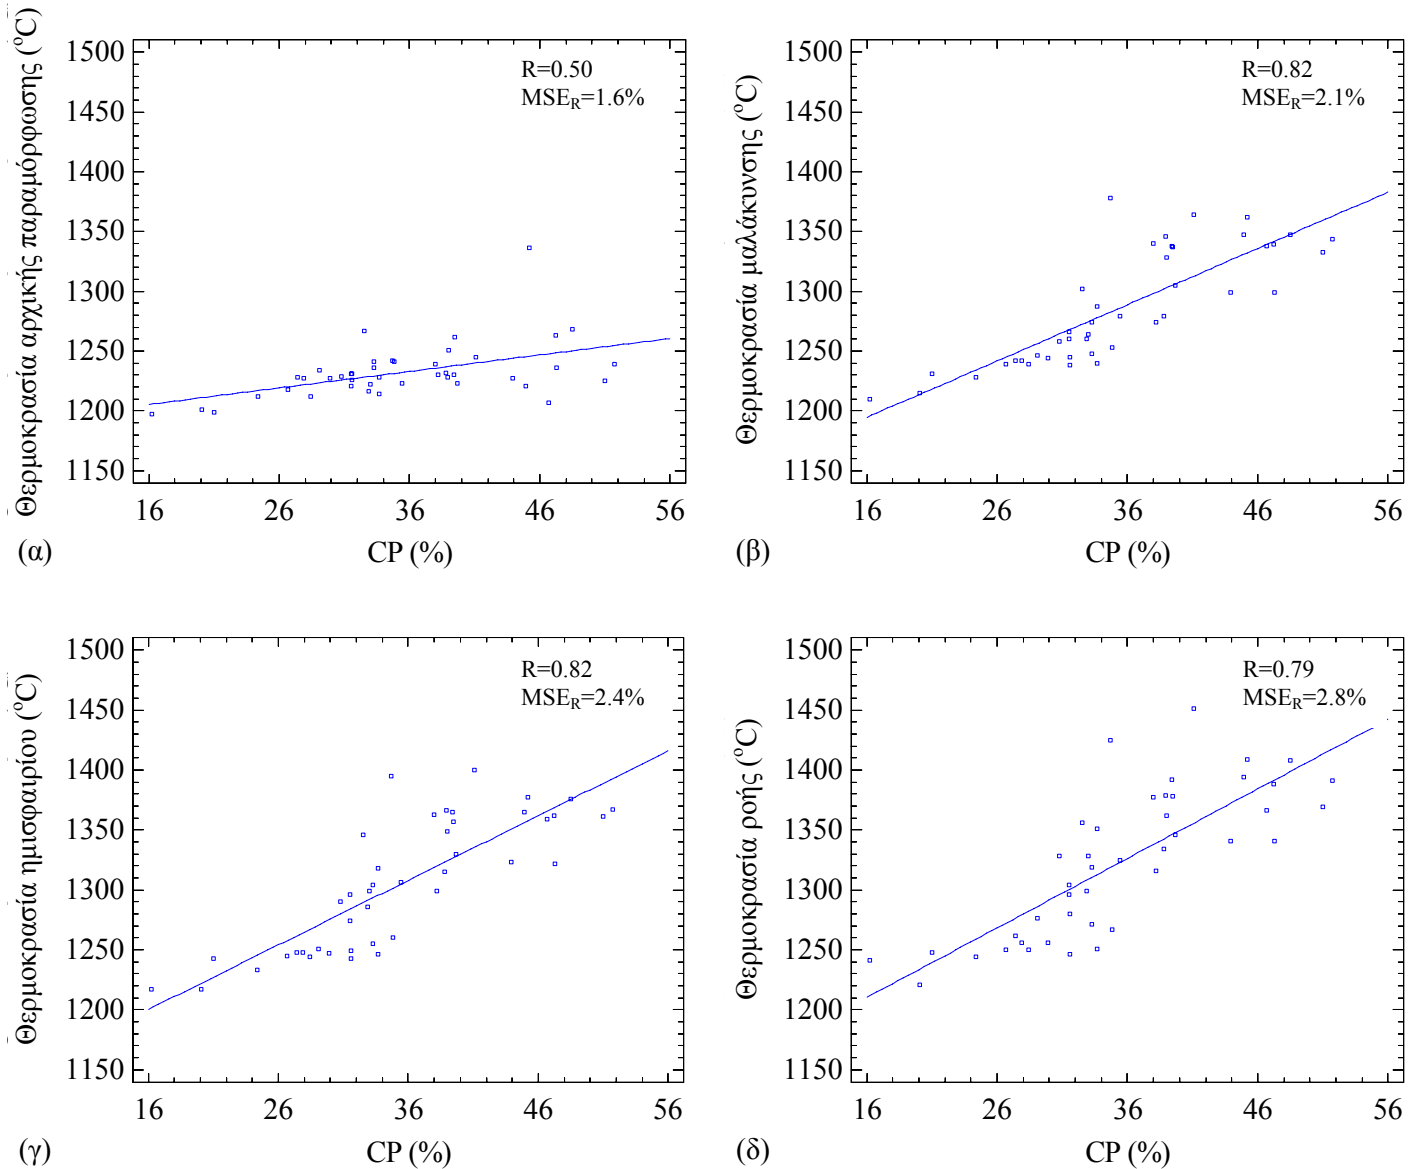 Θερμοκρασία αρχικής παραμόρφωσης (°C)
1500
1450
1400
1350
1300
1250
1200
1150
R=0.50
MSE_R=1.6%
16 26 36 46 56
(α)
CP (%)
Θερμοκρασία μαλάκυνσης (°C)
1500
1450
1400
1350
1300
1250
1200
1150
R=0.82
MSE_R=2.1%
16 26 36 46 56
(β)
CP (%)
Θερμοκρασία ημισφαιρίου (°C)
1500
1450
1400
1350
1300
1250
1200
1150
R=0.82
MSE_R=2.4%
16 26 36 46 56
(γ)
CP (%)
Θερμοκρασία ροής (°C)
1500
1450
1400
1350
1300
1250
1200
1150
R=0.79
MSE_R=2.8%
16 26 36 46 56
(δ)
CP (%)